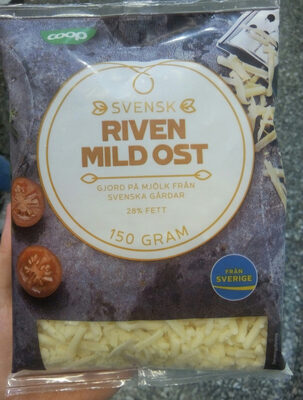 coop
SVENSK
RIVEN
MILD OST
GJORD PÅ MJÖLK FRÅN
SVENSKA GÅRDAR
28% FETT
150 GRAM
FRÅN
SVERIGE